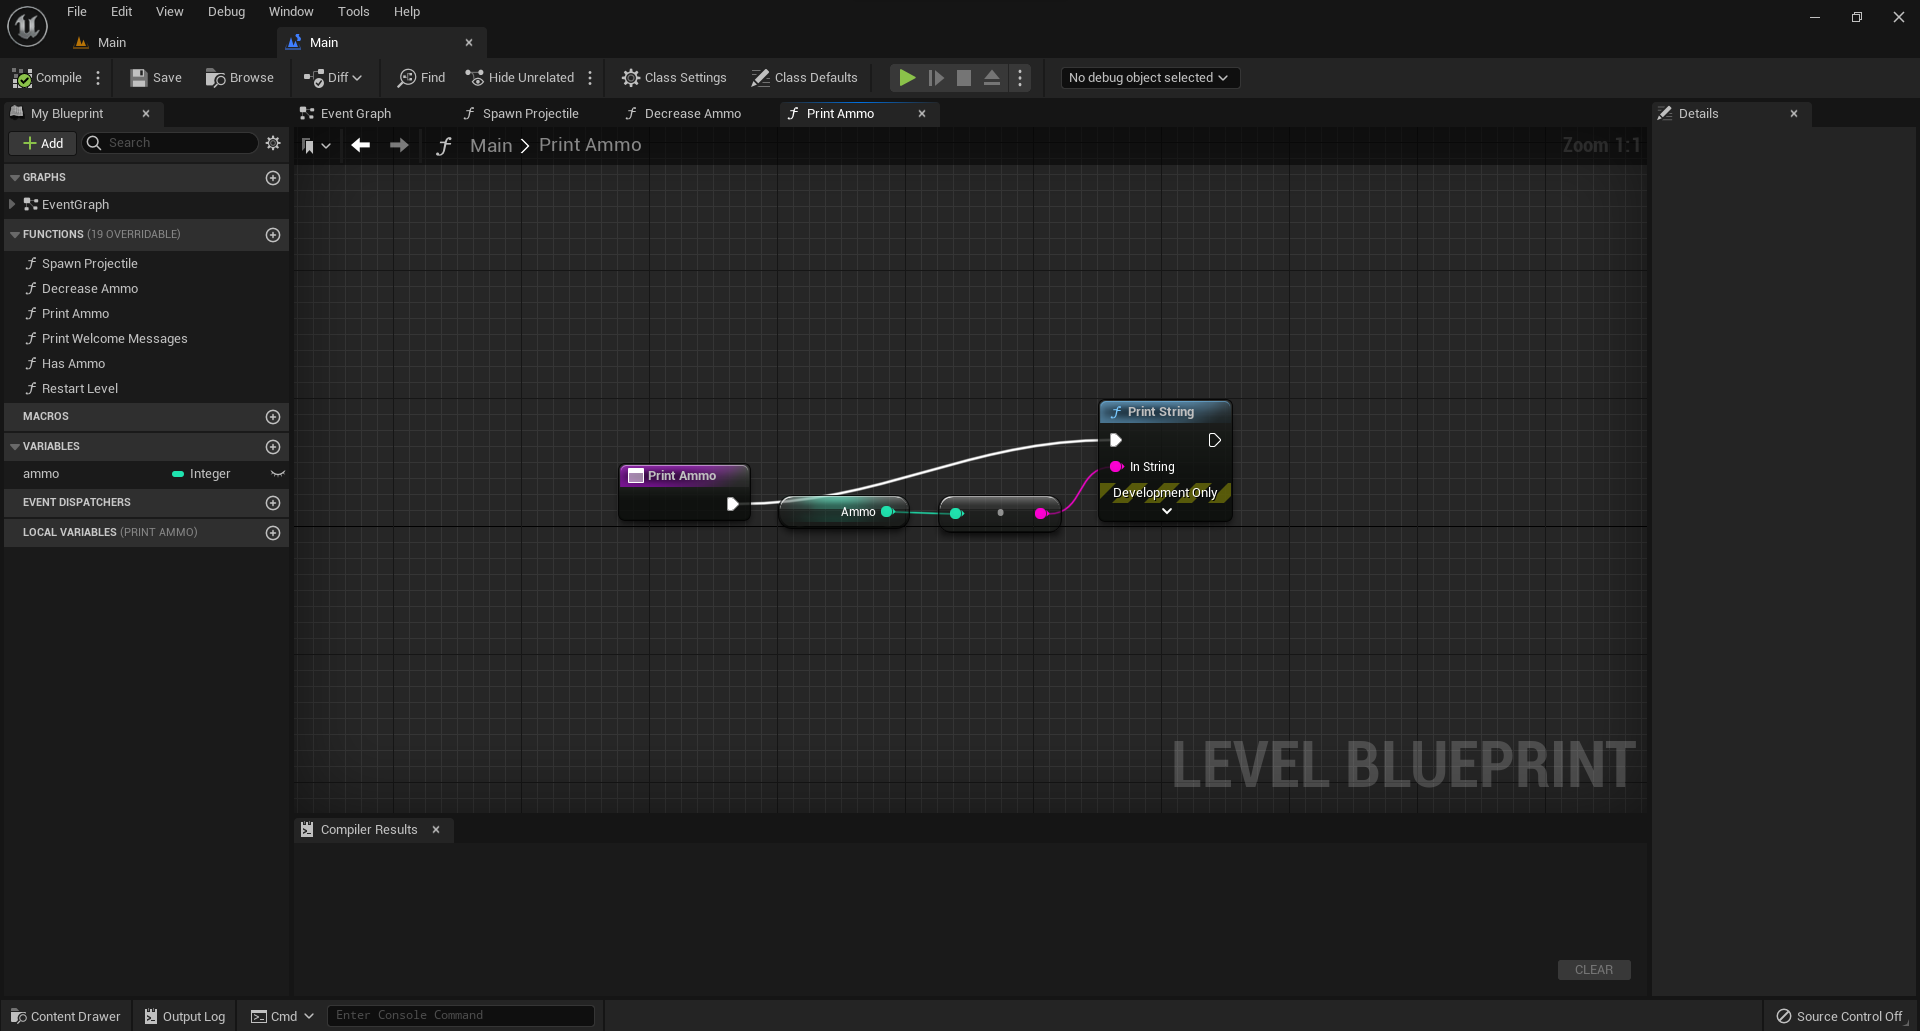 File Edit View Debug Window Tools Help
Main
Main
Compile Save Browse Diff Find Hide Unrelated Class Settings Class Defaults No debug object selected
My Blueprint
Event Graph Spawn Projectile Decrease Ammo Print Ammo
Details
Add
Search
Main > Print Ammo
Zoom 1:1
GRAPHS
EventGraph
FUNCTIONS (19 OVERRIDABLE)
Spawn Projectile
Decrease Ammo
Print Ammo
Print Welcome Messages
Has Ammo
Restart Level
MACROS
VARIABLES
ammo Integer
EVENT DISPATCHERS
LOCAL VARIABLES (PRINT AMMO)
Print Ammo
Ammo
Print String
In String
Development Only
LEVEL BLUEPRINT
Compiler Results
CLEAR
Content Drawer Output Log Cmd Enter Console Command Source Control Off